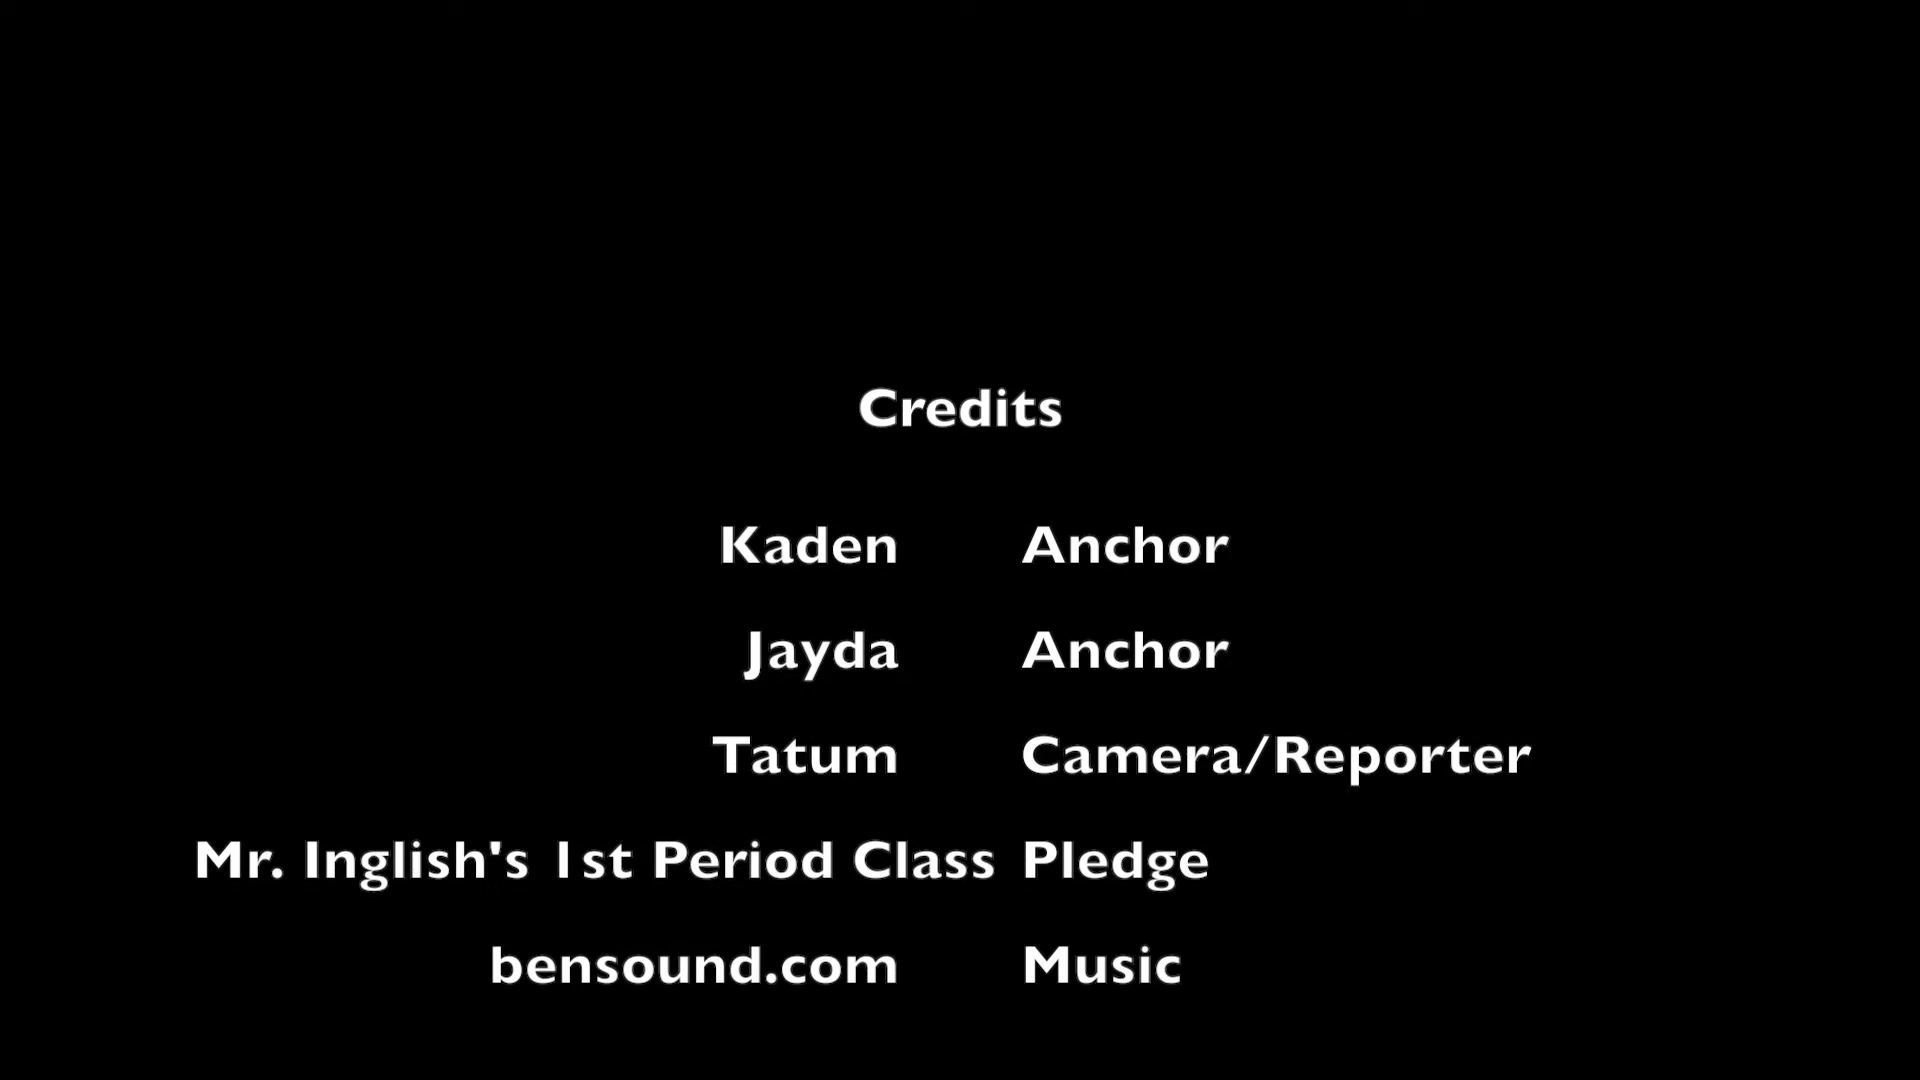 Credits
Kaden Anchor
Jayda Anchor
Tatum Camera/Reporter
Mr. Inglish's 1st Period Class Pledge
bensound.com Music